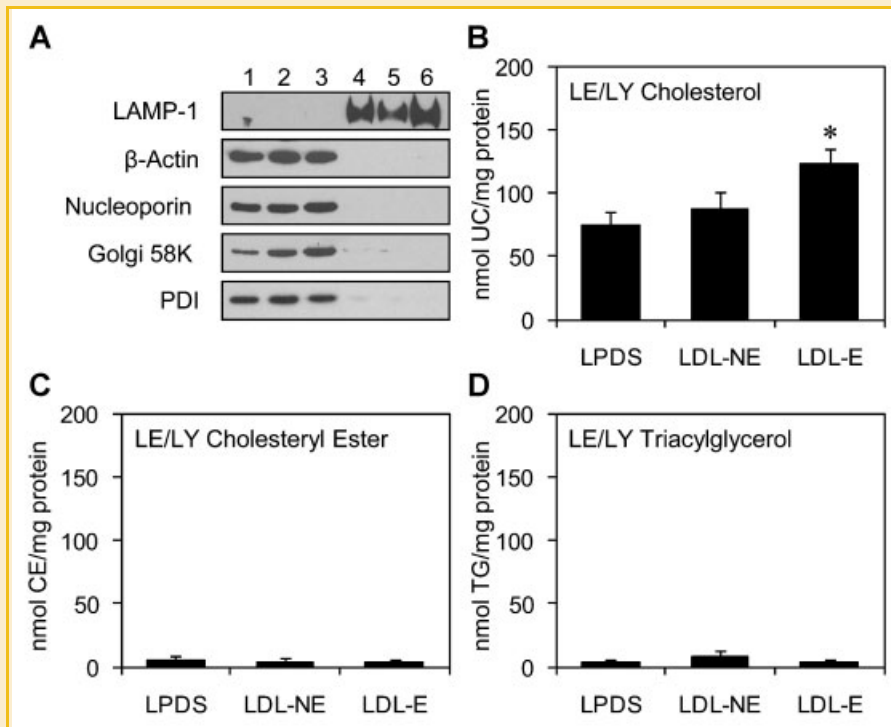 A
1 2 3 4 5 6
LAMP-1
β-Actin
Nucleoporin
Golgi 58K
PDI
B
LE/LY Cholesterol
nmol UC/mg protein
200
150
100
50
0
*
LPDS LDL-NE LDL-E
C
LE/LY Cholesteryl Ester
nmol CE/mg protein
200
150
100
50
0
LPDS LDL-NE LDL-E
D
LE/LY Triacylglycerol
nmol TG/mg protein
200
150
100
50
0
LPDS LDL-NE LDL-E